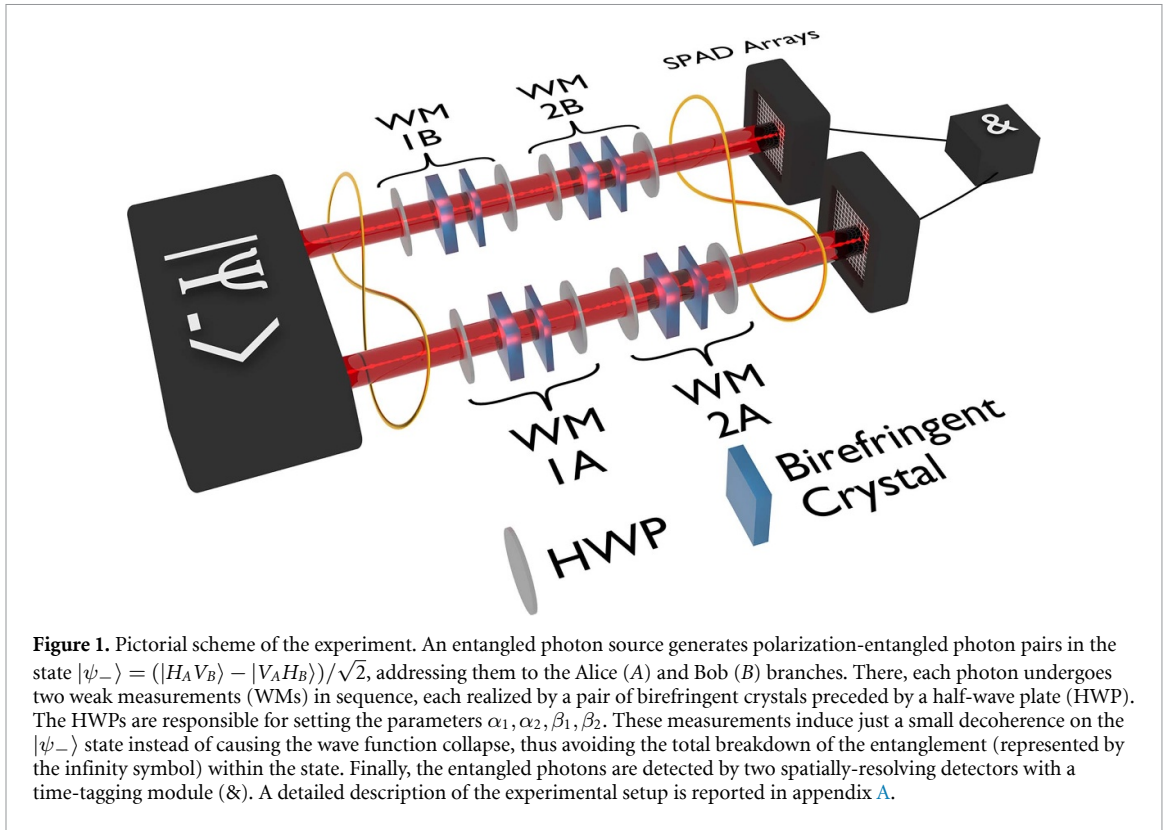 SPAD Arrays
WM
1B
WM
2B
&
|ψ_-⟩
WM
1A
WM
2A
Birefringent
Crystal
HWP
Figure 1. Pictorial scheme of the experiment. An entangled photon source generates polarization-entangled photon pairs in the
state |ψ−⟩ = (|H_A V_B⟩ − |V_A H_B⟩)/√2, addressing them to the Alice (A) and Bob (B) branches. There, each photon undergoes
two weak measurements (WMs) in sequence, each realized by a pair of birefringent crystals preceded by a half-wave plate (HWP).
The HWPs are responsible for setting the parameters α₁, α₂, β₁, β₂. These measurements induce just a small decoherence on the
|ψ−⟩ state instead of causing the wave function collapse, thus avoiding the total breakdown of the entanglement (represented by
the infinity symbol) within the state. Finally, the entangled photons are detected by two spatially-resolving detectors with a
time-tagging module (&). A detailed description of the experimental setup is reported in appendix A.